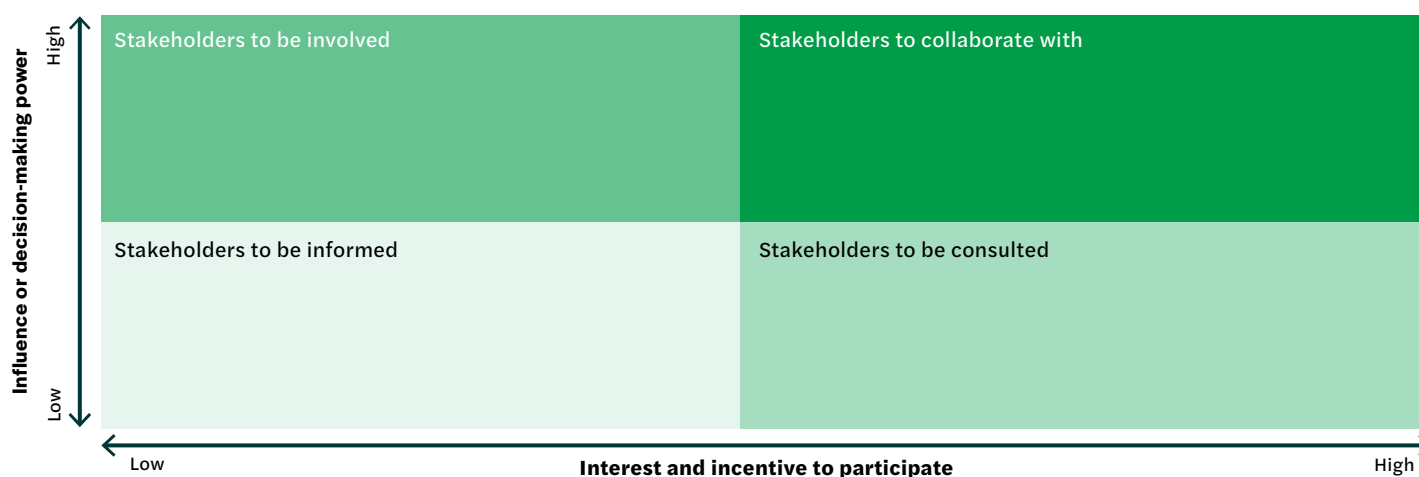 High
Influence or decision-making power
Low
Stakeholders to be involved
Stakeholders to collaborate with
Stakeholders to be informed
Stakeholders to be consulted
Low
Interest and incentive to participate
High